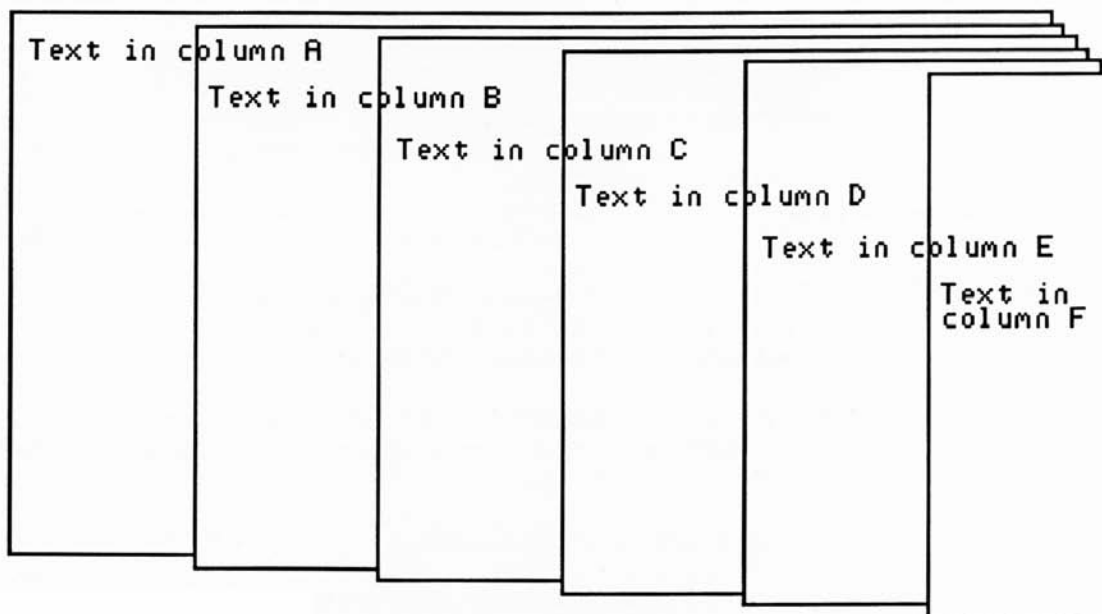 Text in column A
Text in column B
Text in column C
Text in column D
Text in column E
Text in
column F